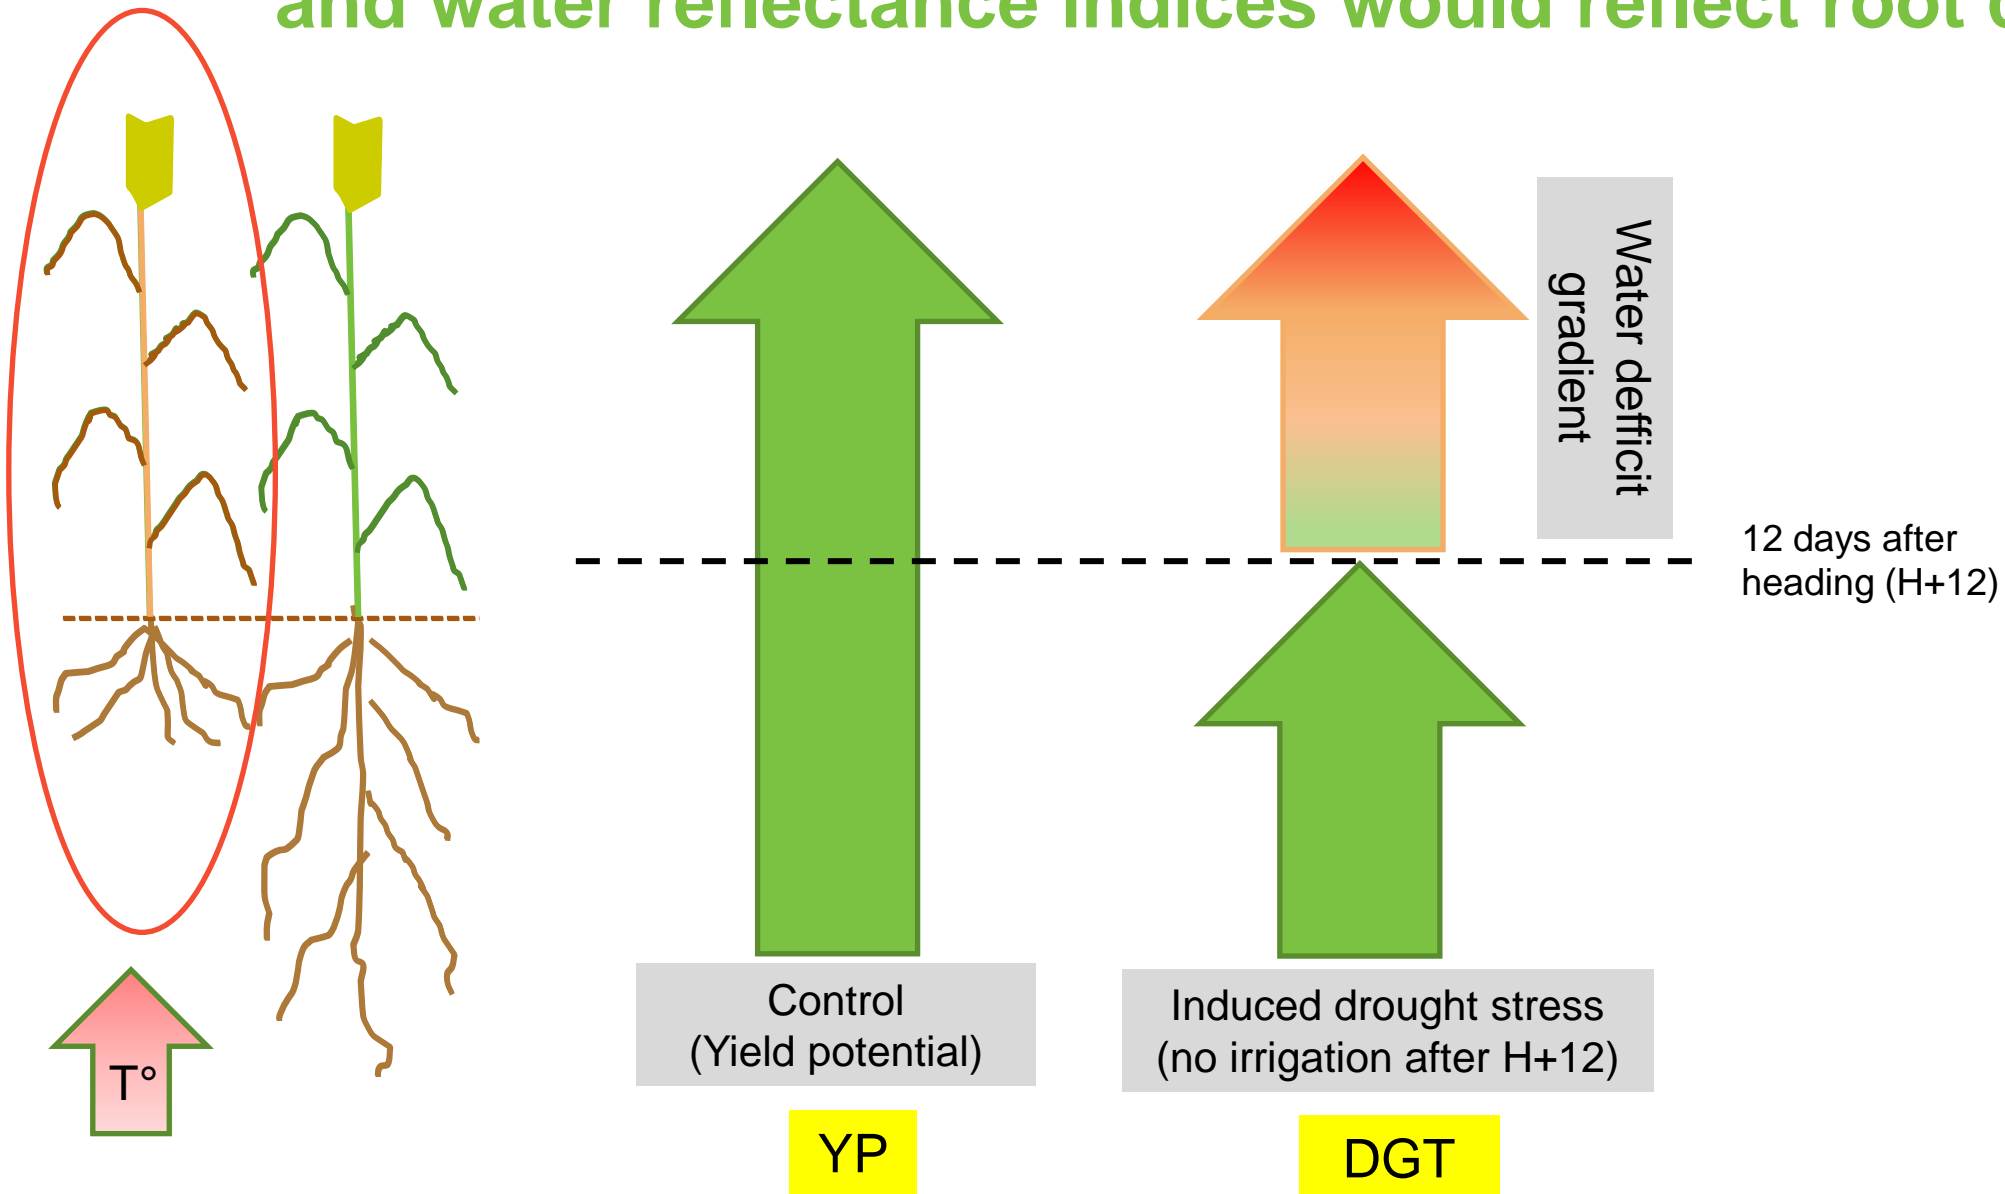 and water reflectance indices would reflect root
Water defficit
gradient
12 days after
heading (H+12)
T°
Control
(Yield potential)
Induced drought stress
(no irrigation after H+12)
YP
DGT